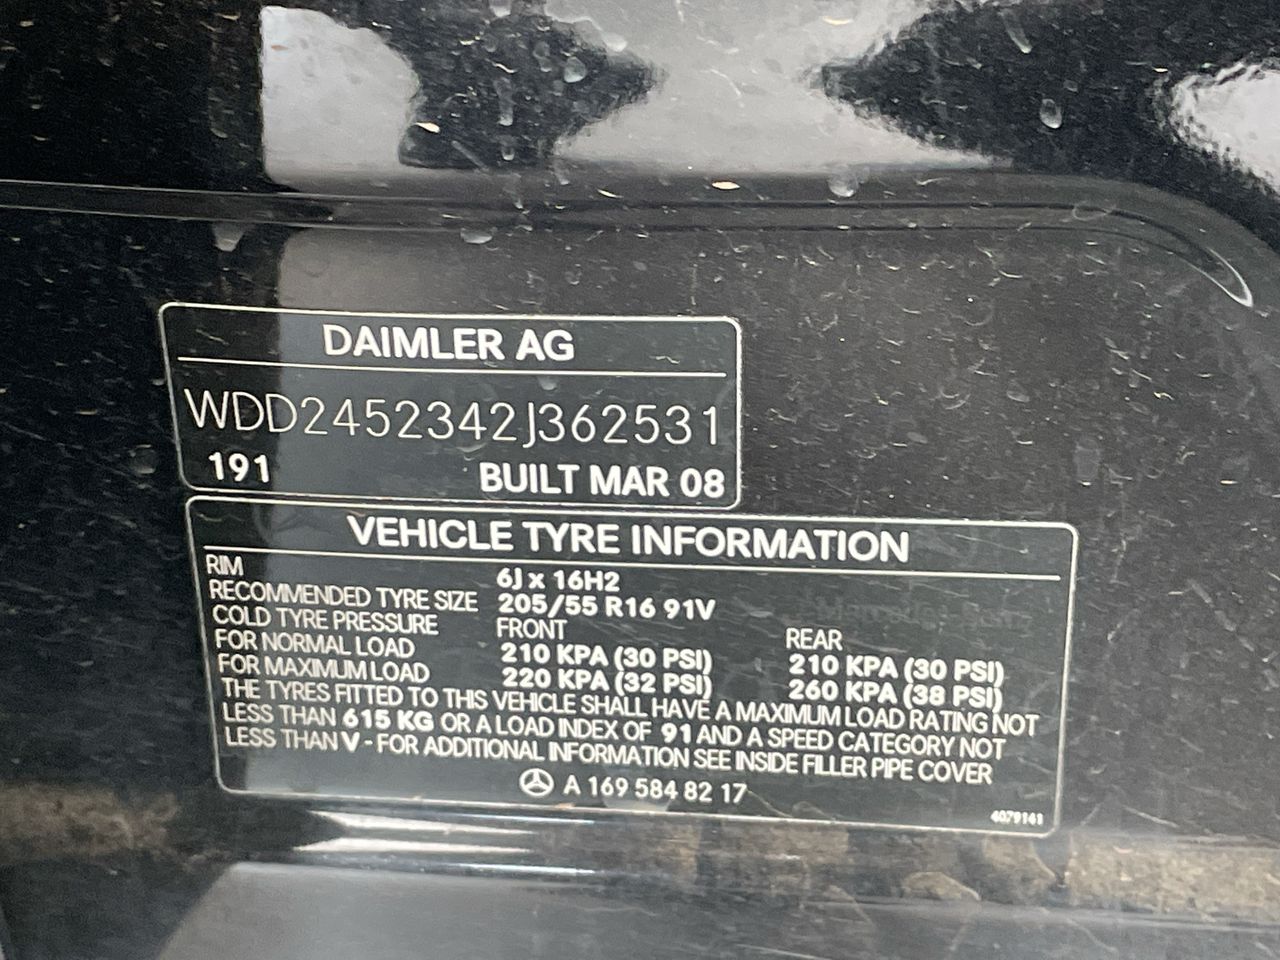 DAIMLER AG
WDD2452342J362531
191 BUILT MAR 08
VEHICLE TYRE INFORMATION
RIM 6J x 16H2
RECOMMENDED TYRE SIZE 205/55 R16 91V
COLD TYRE PRESSURE FRONT REAR
FOR NORMAL LOAD 210 KPA (30 PSI) 210 KPA (30 PSI)
FOR MAXIMUM LOAD 220 KPA (32 PSI) 260 KPA (38 PSI)
THE TYRES FITTED TO THIS VEHICLE SHALL HAVE A MAXIMUM LOAD RATING NOT
LESS THAN 615 KG OR A LOAD INDEX OF 91 AND A SPEED CATEGORY NOT
LESS THAN V - FOR ADDITIONAL INFORMATION SEE INSIDE FILLER PIPE COVER
A 169 584 82 17
4079141